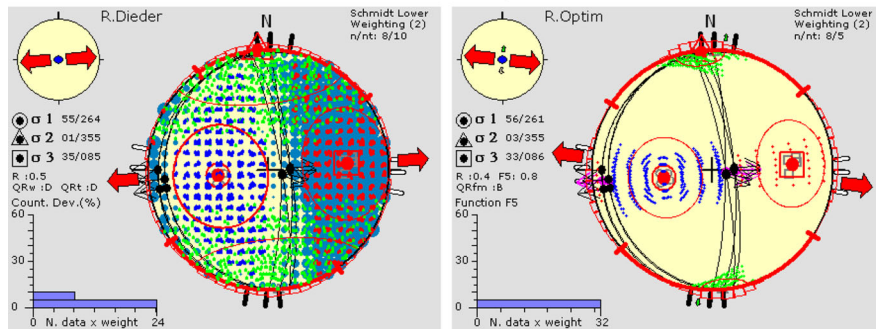 R.Dieder
N
Schmidt Lower
Weighting (2)
n/nt: 8/10
σ 1 55/264
σ 2 01/355
σ 3 35/085
R :0.5
QRw :D QRt :D
Count. Dev.(%)
60
30
0
0 N. data x weight 24
R.Optim
N
Schmidt Lower
Weighting (2)
n/nt: 8/5
σ 1 56/261
σ 2 03/355
σ 3 33/086
R :0.4 F5: 0.8
QRfm :B
Function F5
60
30
0
0 N. data x weight 32